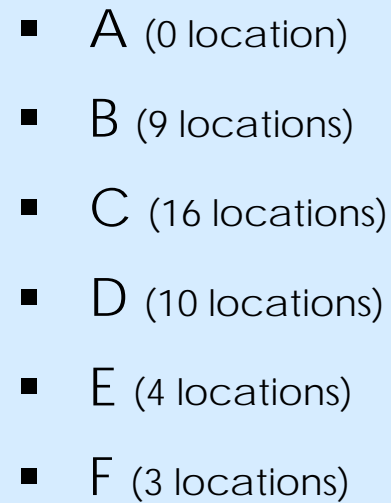 ▪ A (0 location)
▪ B (9 locations)
▪ C (16 locations)
▪ D (10 locations)
▪ E (4 locations)
▪ F (3 locations)